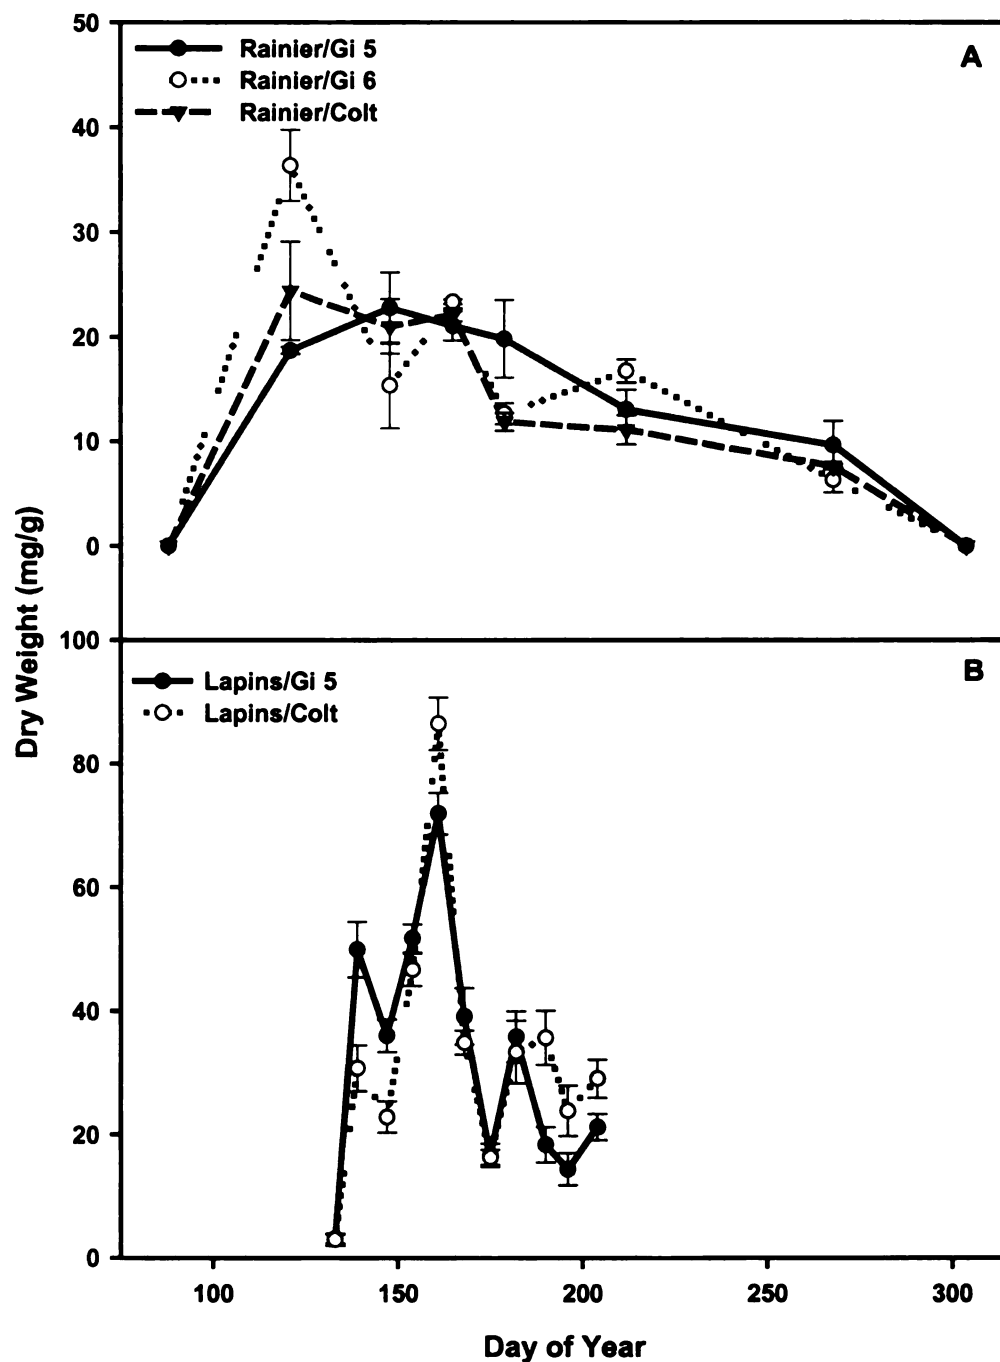 50
40
30
20
10
0
Rainier/Gi 5
Rainier/Gi 6
Rainier/Colt
A
Dry Weight (mg/g)
100
80
60
40
20
0
Lapins/Gi 5
Lapins/Colt
B
100 150 200 250 300
Day of Year